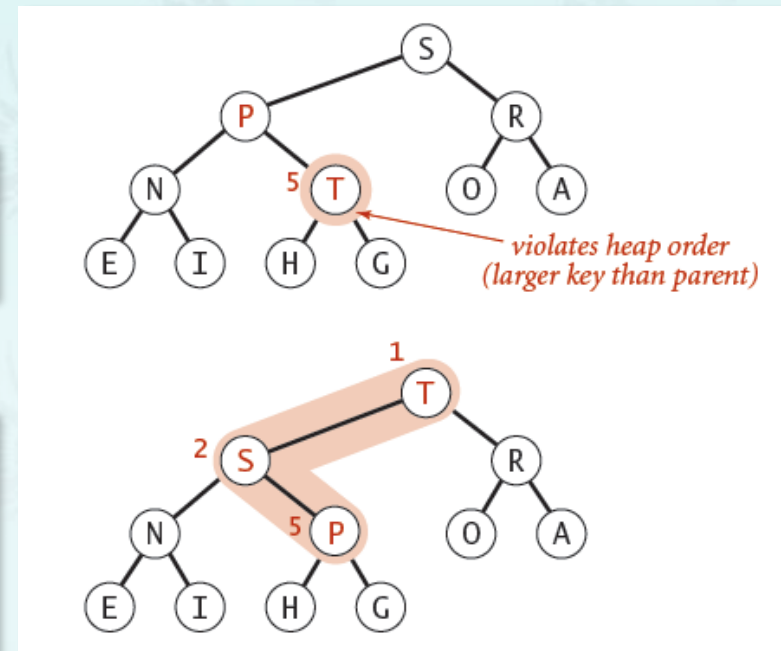 S
P R
N 5 T O A
violates heap order
E I H G
(larger key than parent)
1
T
2 S R
N 5 P O A
E I H G